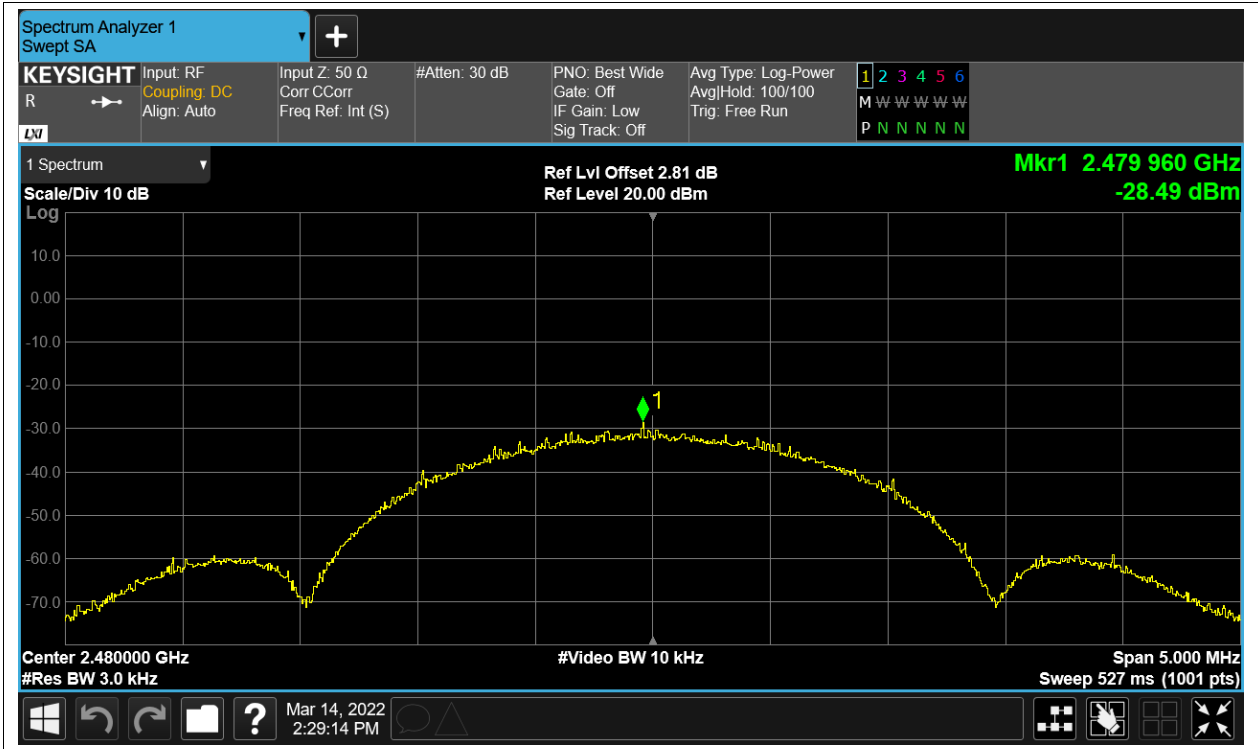 Spectrum Analyzer 1
Swept SA
KEYSIGHT
R
LXI
Input: RF
Coupling: DC
Align: Auto
Input Z: 50 Ω
Corr CCorr
Freq Ref: Int (S)
#Atten: 30 dB
PNO: Best Wide
Gate: Off
IF Gain: Low
Sig Track: Off
Avg Type: Log-Power
Avg|Hold: 100/100
Trig: Free Run
1 2 3 4 5 6
M W W W W W
P N N N N N
1 Spectrum
Scale/Div 10 dB
Log
Ref Lvl Offset 2.81 dB
Ref Level 20.00 dBm
Mkr1 2.479 960 GHz
-28.49 dBm
10.0
0.00
-10.0
-20.0
1
-30.0
-40.0
-50.0
-60.0
-70.0
Center 2.480000 GHz
#Res BW 3.0 kHz
#Video BW 10 kHz
Span 5.000 MHz
Sweep 527 ms (1001 pts)
?
Mar 14, 2022
2:29:14 PM